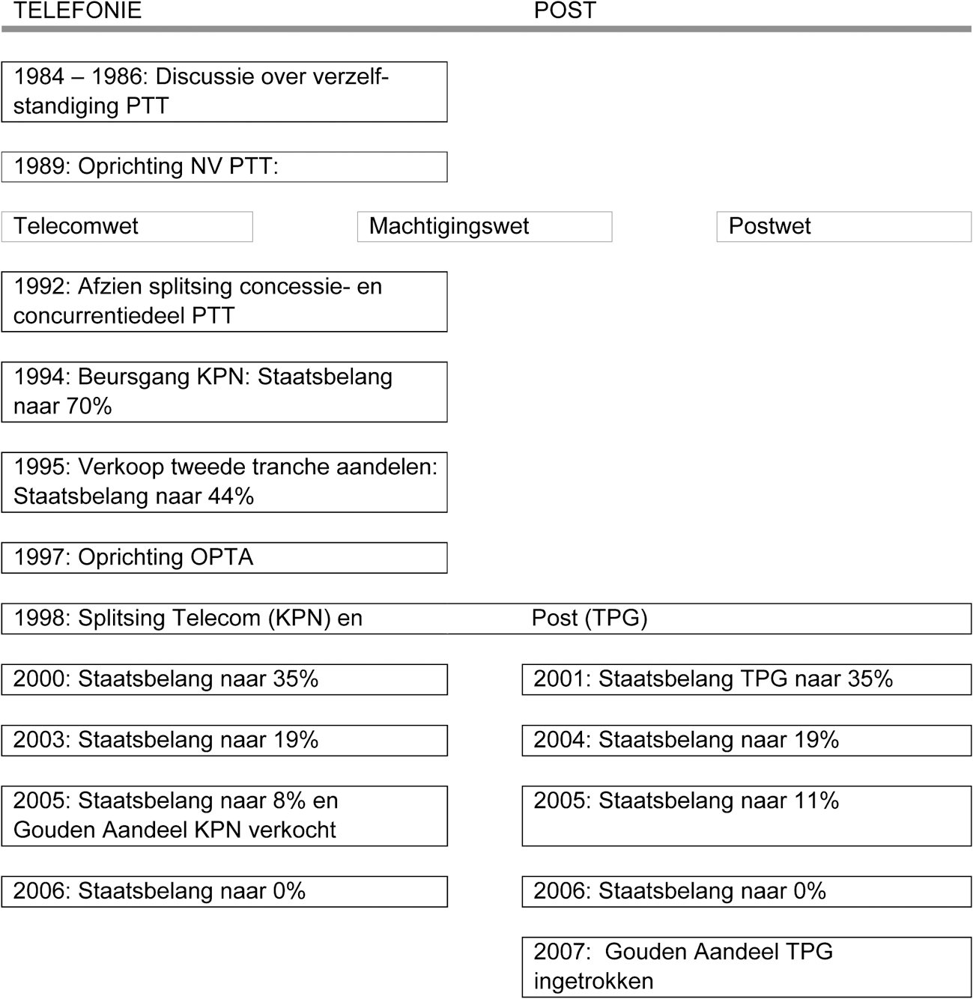 TELEFONIE POST
1984 – 1986: Discussie over verzelf-
standiging PTT
1989: Oprichting NV PTT:
Telecomwet Machtigingswet Postwet
1992: Afzien splitsing concessie- en
concurrentiedeel PTT
1994: Beursgang KPN: Staatsbelang
naar 70%
1995: Verkoop tweede tranche aandelen:
Staatsbelang naar 44%
1997: Oprichting OPTA
1998: Splitsing Telecom (KPN) en Post (TPG)
2000: Staatsbelang naar 35% 2001: Staatsbelang TPG naar 35%
2003: Staatsbelang naar 19% 2004: Staatsbelang naar 19%
2005: Staatsbelang naar 8% en 2005: Staatsbelang naar 11%
Gouden Aandeel KPN verkocht
2006: Staatsbelang naar 0% 2006: Staatsbelang naar 0%
2007: Gouden Aandeel TPG
ingetrokken